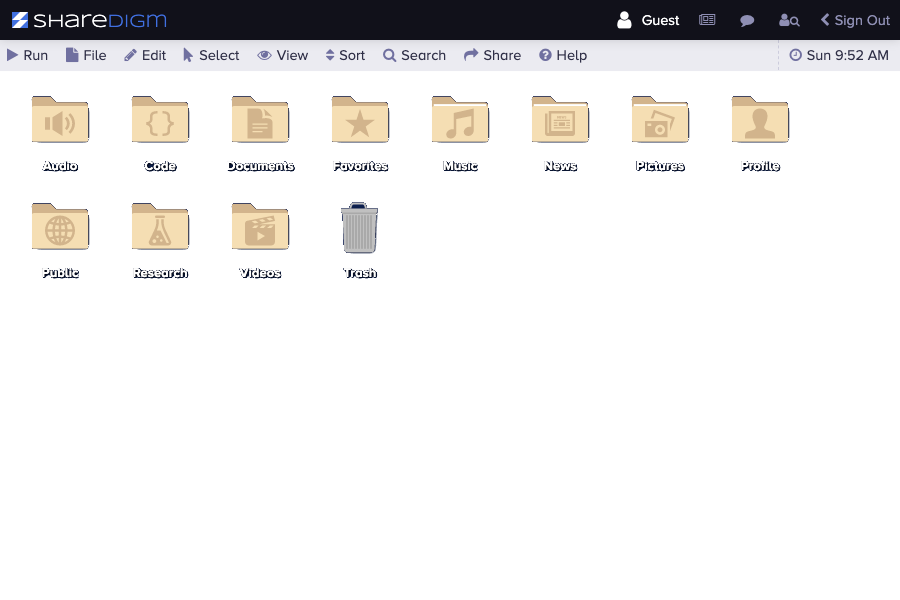 SHAREDIGM Guest Sign Out
Run File Edit Select View Sort Search Share Help Sun 9:52 AM
Audio Code Documents Favorites Music News Pictures Profile
Public Research Videos Trash